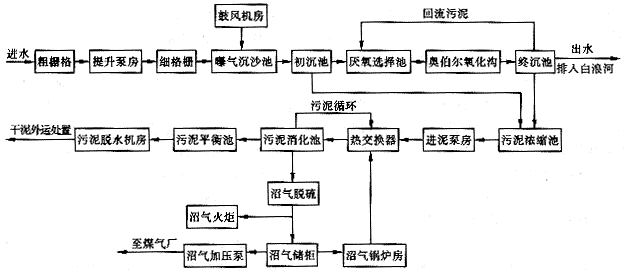 鼓风机房
回流污泥
进水
粗栅格
提升泵房
细格栅
曝气沉沙池
初沉池
厌氧选择池
奥伯尔氧化沟
终沉池
出水
排入白浪河
污泥循环
干泥外运处置
污泥脱水机房
污泥平衡池
污泥消化池
热交换器
进泥泵房
污泥浓缩池
沼气脱硫
沼气火炬
至煤气厂
沼气加压泵
沼气储柜
沼气锅炉房